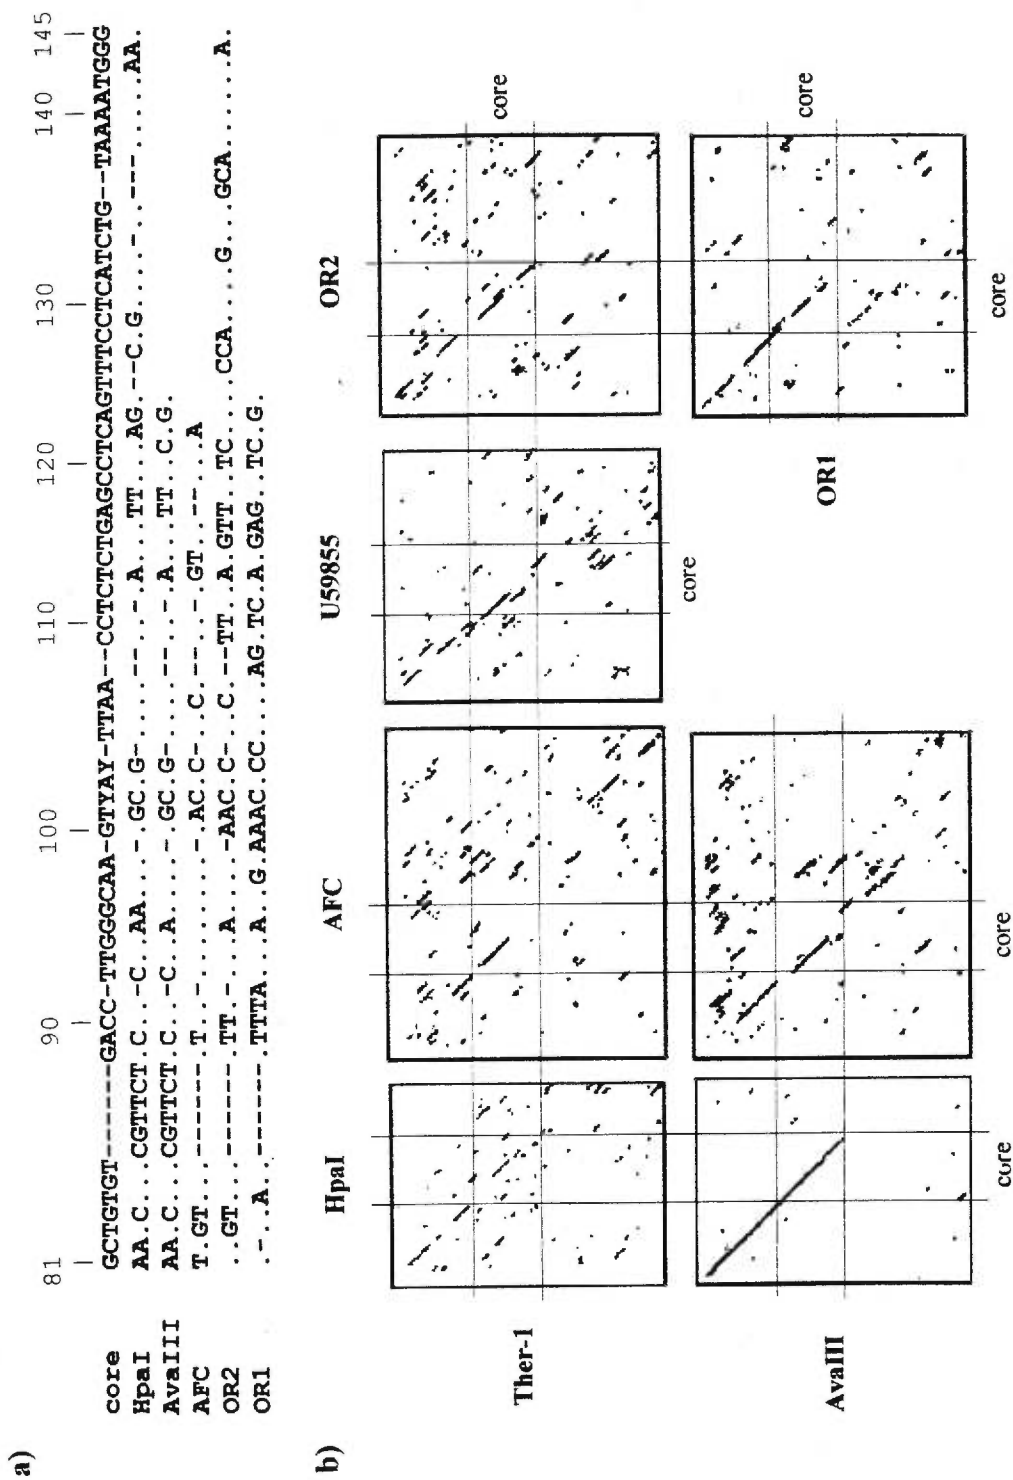 a)
81 90 100 110 120 130 140 145
core GCTGTGT------GACC-TTGGGCAA-GTYAY-TTAA--CCTCTCTGAGCCTCAGTTTCCTCATCTG--TAAAATGGG
HpaI AA.C...CGTTCT.C..-C..AA...-.GC.G-....--.-.A...TT...AG.--C.G....-..---.....AA.
AvaIII AA.C...CGTTCT.C..-C..A....-.GC.G-....--.-.A...TT..C.G.
AFC T.GT...------.T..-........-.AC.C-..C.--.-.GT..--...A
OR2 ..GT...------.TT.-...A....-AAC.C-..C.--TT..A.GTT..TC....CCA...G...GCA......A.
OR1 .-..A..------.TTTA...A..G.AAAC.CC....AG.TC.A.GAG..TC.G.
b)
HpaI AFC U59855 OR2
Ther-1
core
core
AvaIII
OR1
core
core core core